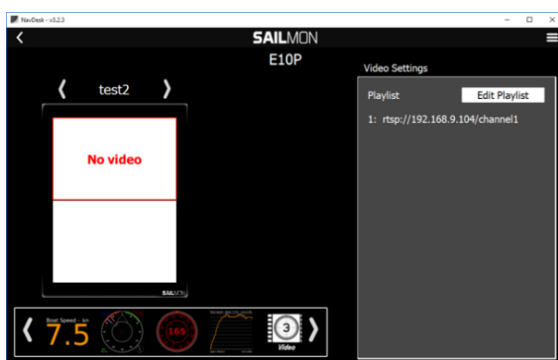 NavDesk - v3.2.3
SAILMON
E10P
Video Settings
test2
Playlist
Edit Playlist
1: rtsp://192.168.9.104/channel1
No video
SAILMON
Boat Speed - kn
7.5
165
3
Video